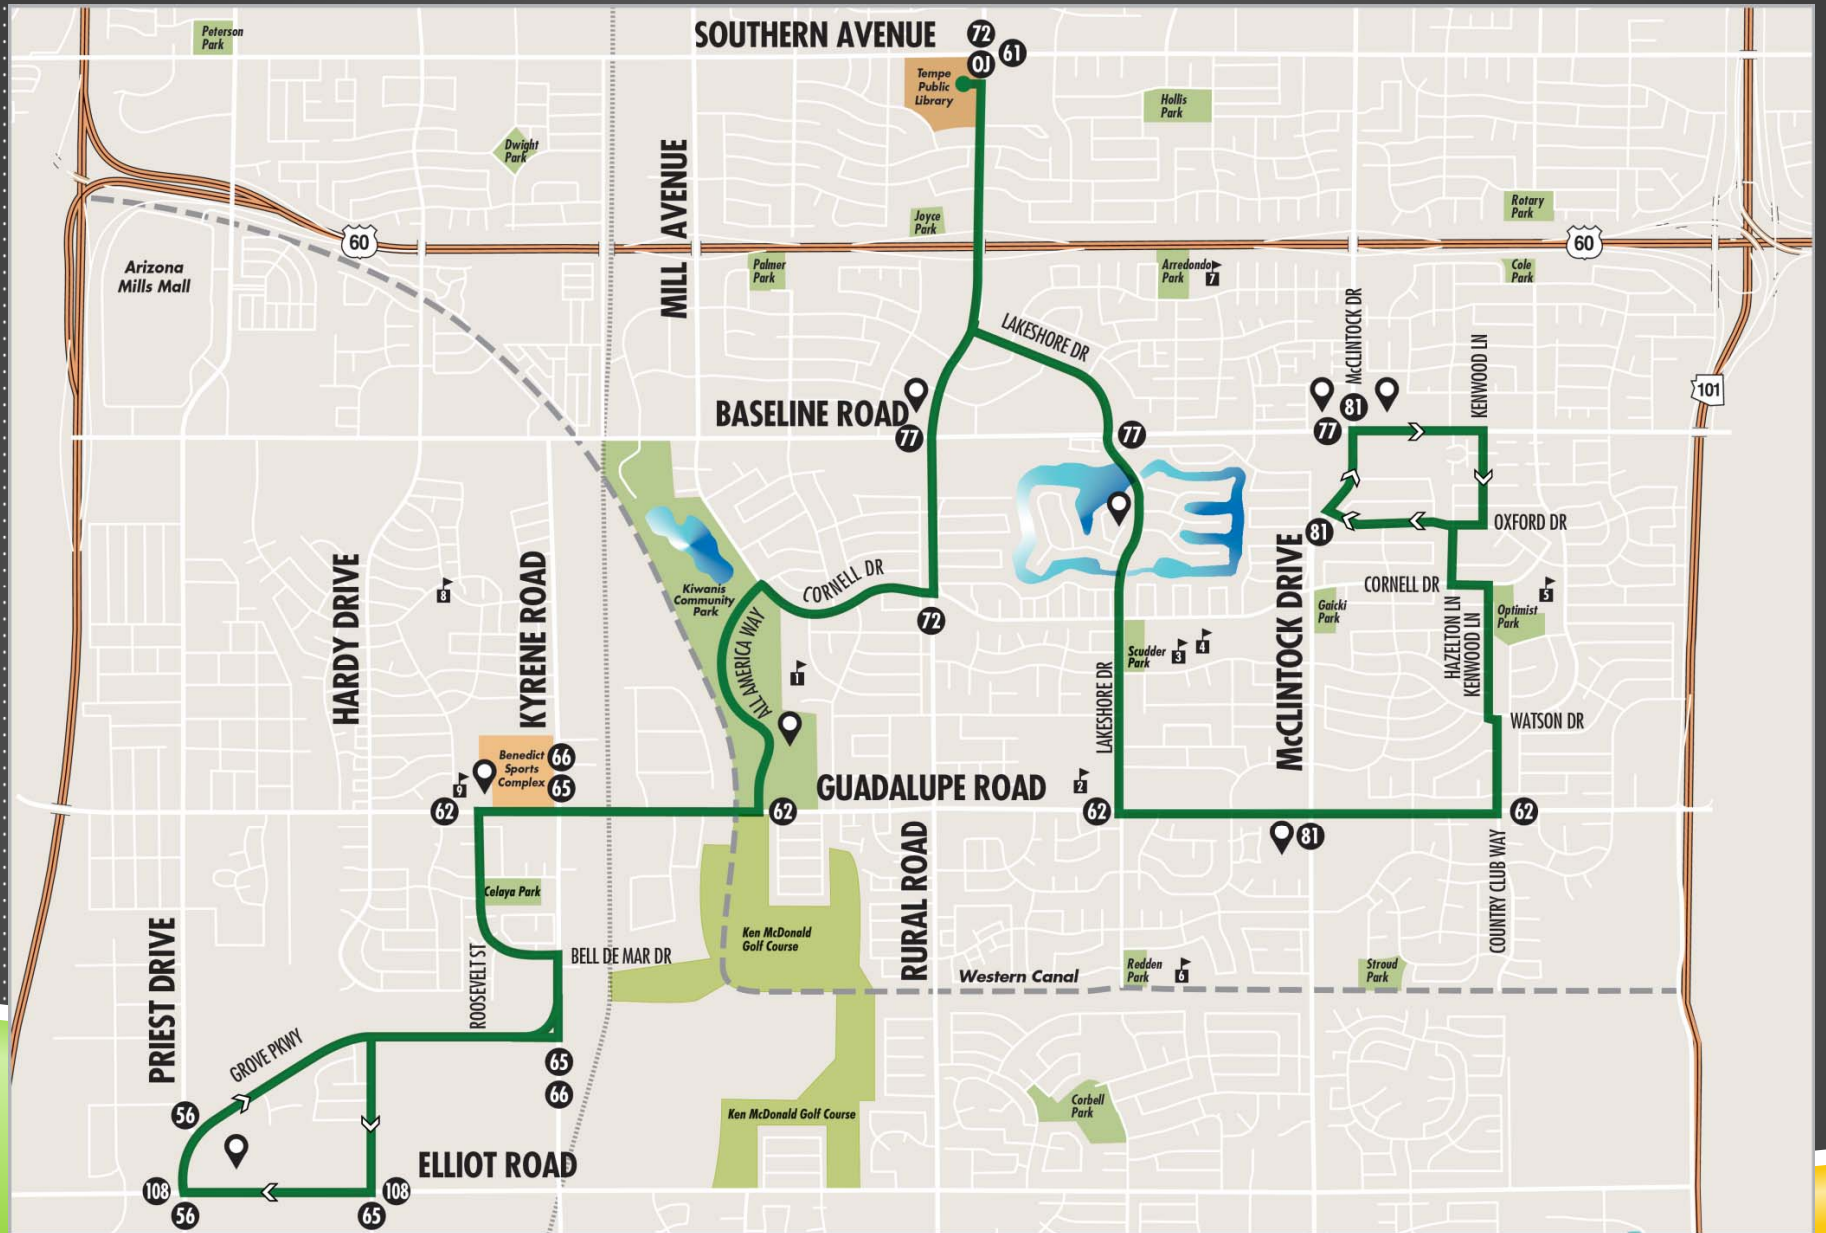 Peterson
Park
SOUTHERN AVENUE
72
61
OJ
Tempe
Public
Library
Hollis
Park
Dwight
Park
MILL AVENUE
Joyce
Park
Rotary
Park
60
60
Arizona
Mills Mall
Palmer
Park
Arredondo
Park
7
Cole
Park
LAKESHORE DR
McCLINTOCK DR
KENWOOD LN
101
BASELINE ROAD
77
77
77
81
OXFORD DR
81
HARDY DRIVE
8
KYRENE ROAD
Kiwanis
Community
Park
CORNELL DR
72
ALL AMERICA WAY
1
McCLINTOCK DRIVE
CORNELL DR
Gaicki
Park
HAZELTON LN
KENWOOD LN
Optimist
Park
5
Scudder
Park
3
4
LAKESHORE DR
WATSON DR
Benedict
Sports
Complex
66
65
9
62
62
GUADALUPE ROAD
2
62
62
81
Celaya Park
RURAL ROAD
COUNTRY CLUB WAY
Ken McDonald
Golf Course
PRIEST DRIVE
ROOSEVELT ST
BELL DE MAR DR
Western Canal
Redden
Park
6
Stroud
Park
GROVE PKWY
65
66
56
Ken McDonald Golf Course
Corbell
Park
ELLIOT ROAD
108
108
56
65